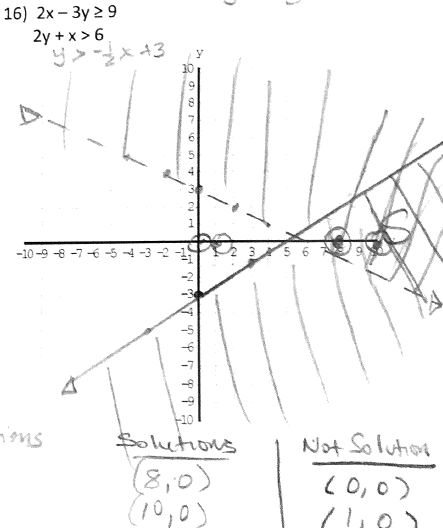 16) 2x – 3y ≥ 9
2y + x > 6
y > -½x +3
y
10
9
8
7
6
5
4
3
2
1
-10 -9 -8 -7 -6 -5 -4 -3 -2 -1 1 2 3 4 5 6 7
-1
-2
-3
-4
-5
-6
-7
-8
-9
-10
S
ions
Solutions
Not Solution
(8,0)
(0,0)
(10,0)
(1,0)